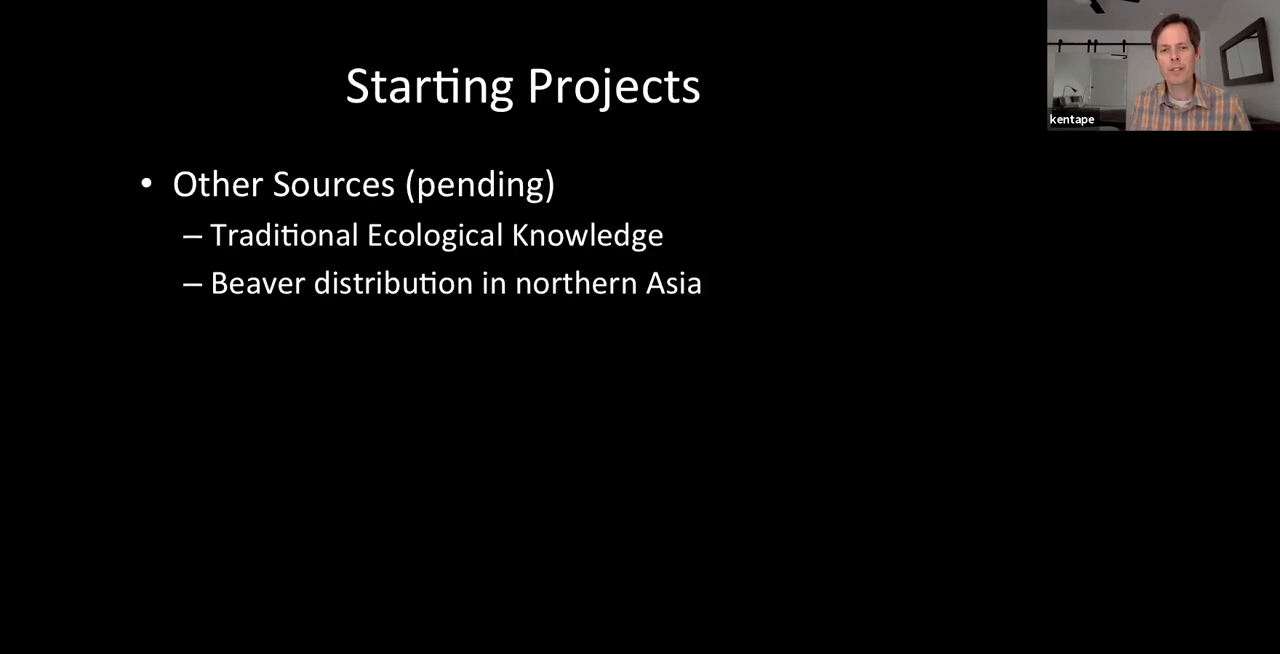 Starting Projects
kentape
• Other Sources (pending)
– Traditional Ecological Knowledge
– Beaver distribution in northern Asia